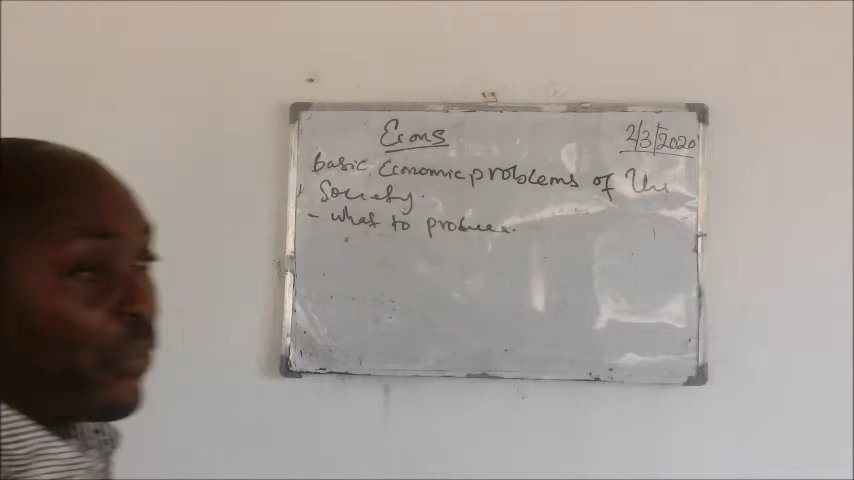 Econs
2/3/2020
basic Economic problems of the
Society.
- what to produce.